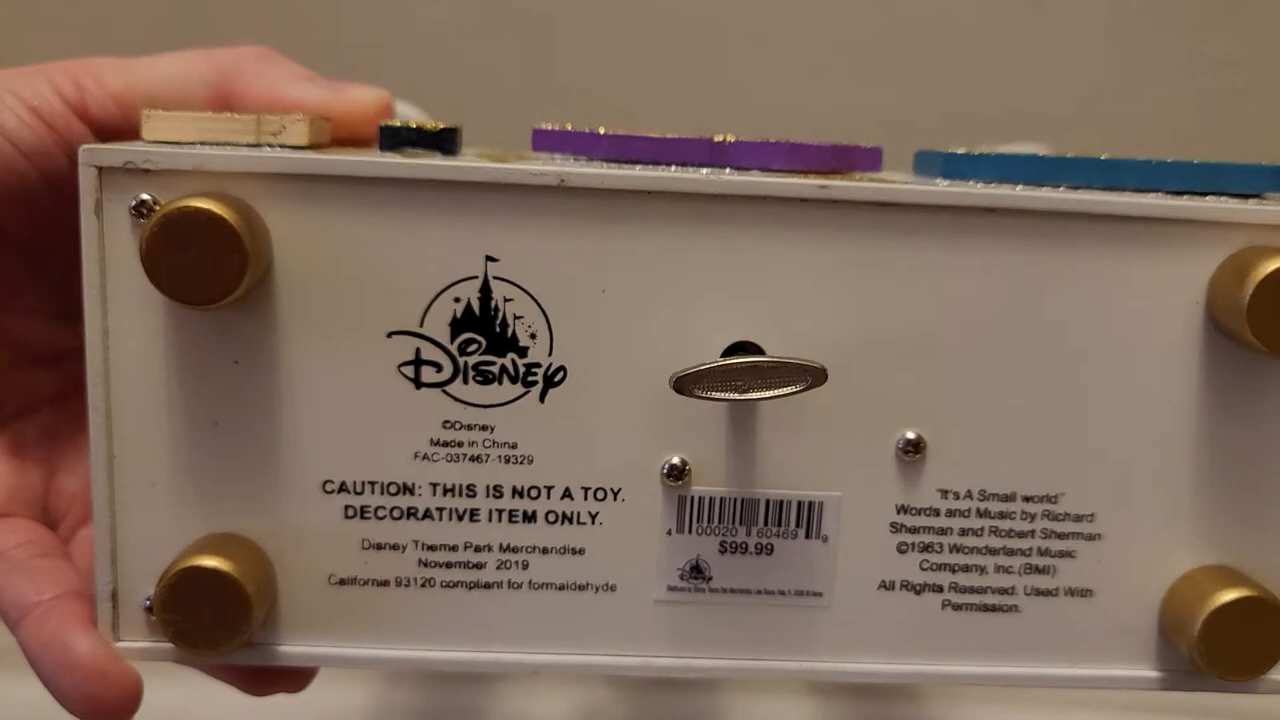 Disney
©Disney
Made in China
FAC-037467-19329
CAUTION: THIS IS NOT A TOY.
DECORATIVE ITEM ONLY.
Disney Theme Park Merchandise
November 2019
California 93120 compliant for formaldehyde
4 00020 60469 9
$99.99
Disney
"It's A Small world"
Words and Music by Richard
Sherman and Robert Sherman
©1963 Wonderland Music
Company, Inc.(BMI)
All Rights Reserved. Used With
Permission.